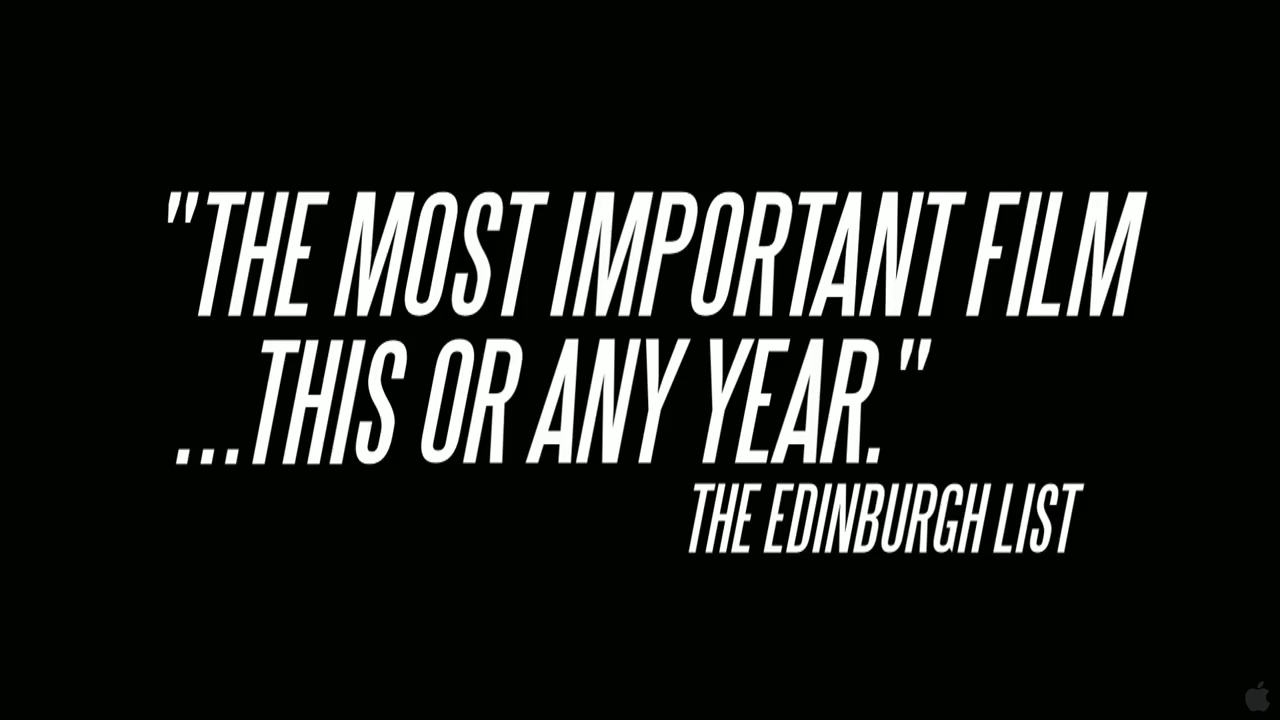 "THE MOST IMPORTANT FILM
...THIS OR ANY YEAR."
THE EDINBURGH LIST